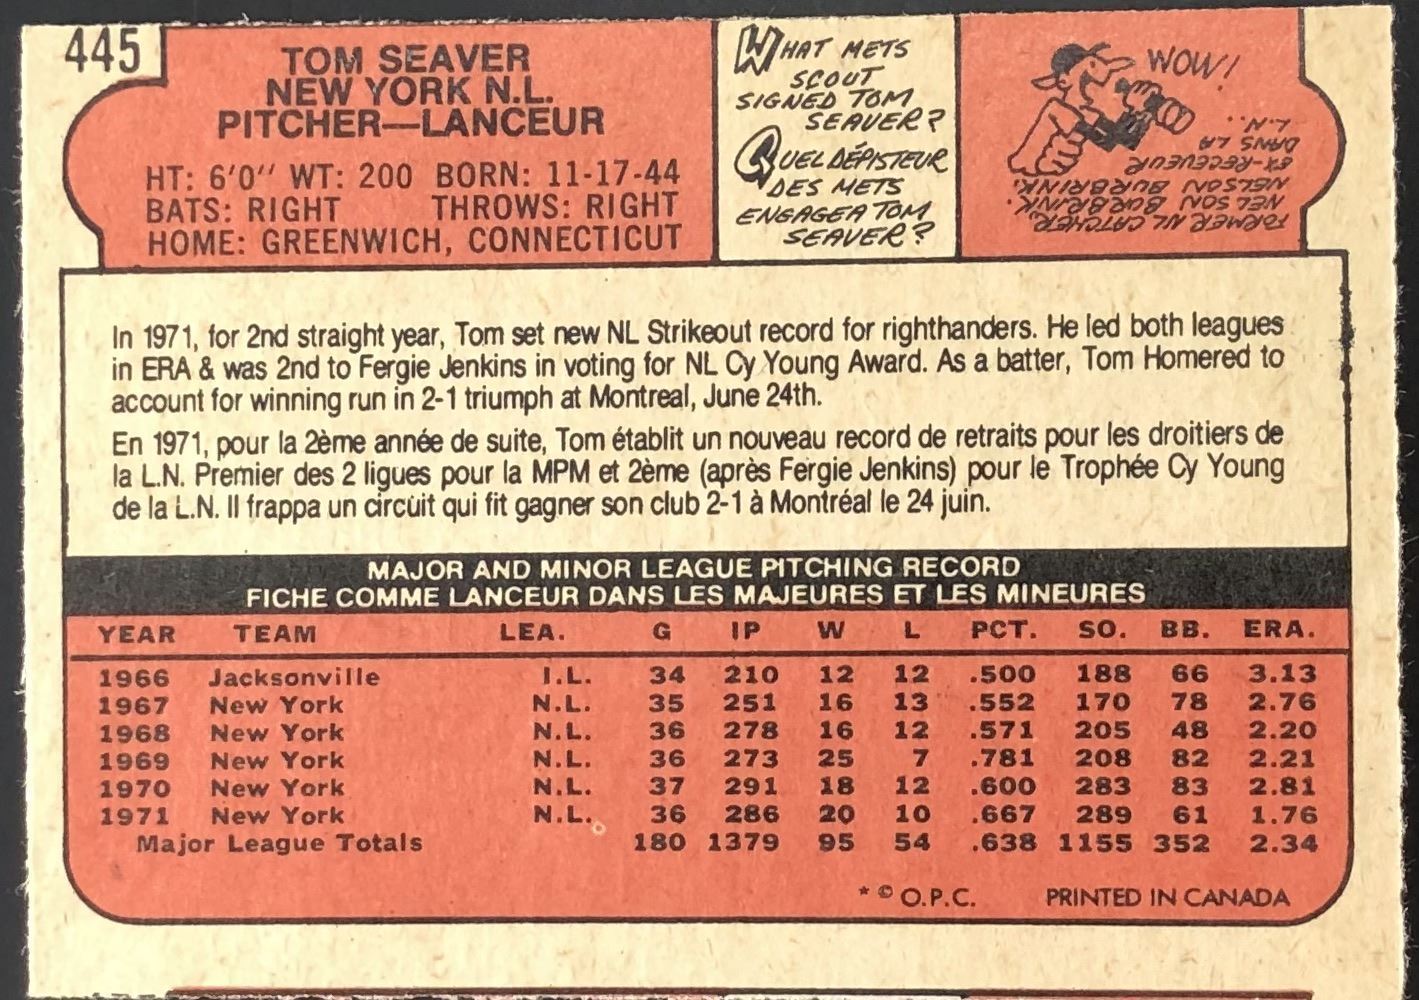 445
TOM SEAVER
NEW YORK N.L.
PITCHER—LANCEUR
HT: 6'0" WT: 200 BORN: 11-17-44
BATS: RIGHT THROWS: RIGHT
HOME: GREENWICH, CONNECTICUT
WHAT METS
SCOUT
SIGNED TOM
SEAVER?
QUEL DÉPISTEUR
DES METS
ENGAGEA TOM
SEAVER?
WOW!
FORMER NL CATCHER,
NELSON BURBRINK.
NELSON BURBRINK,
EX-RECEVEUR
DANS LA
L.N..
In 1971, for 2nd straight year, Tom set new NL Strikeout record for righthanders. He led both leagues
in ERA & was 2nd to Fergie Jenkins in voting for NL Cy Young Award. As a batter, Tom Homered to
account for winning run in 2-1 triumph at Montreal, June 24th.
En 1971, pour la 2ème année de suite, Tom établit un nouveau record de retraits pour les droitiers de
la L.N. Premier des 2 ligues pour la MPM et 2ème (après Fergie Jenkins) pour le Trophée Cy Young
de la L.N. Il frappa un circuit qui fit gagner son club 2-1 à Montréal le 24 juin.
MAJOR AND MINOR LEAGUE PITCHING RECORD
FICHE COMME LANCEUR DANS LES MAJEURES ET LES MINEURES
YEAR TEAM LEA. G IP W L PCT. SO. BB. ERA.
1966 Jacksonville I.L. 34 210 12 12 .500 188 66 3.13
1967 New York N.L. 35 251 16 13 .552 170 78 2.76
1968 New York N.L. 36 278 16 12 .571 205 48 2.20
1969 New York N.L. 36 273 25 7 .781 208 82 2.21
1970 New York N.L. 37 291 18 12 .600 283 83 2.81
1971 New York N.L. 36 286 20 10 .667 289 61 1.76
Major League Totals 180 1379 95 54 .638 1155 352 2.34
* © O.P.C. PRINTED IN CANADA